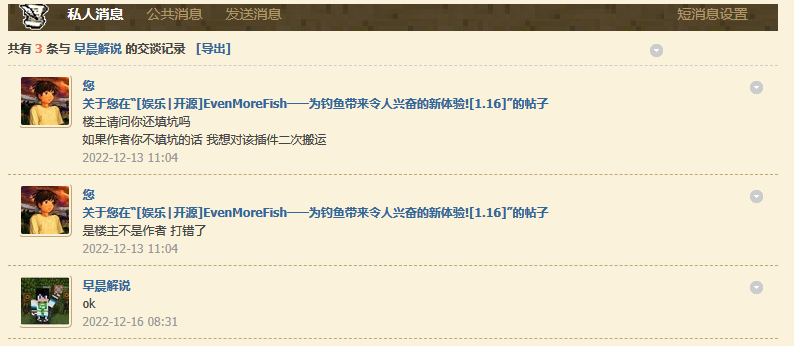 私人消息 公共消息 发送消息 短消息设置
共有 3 条与 早晨解说 的交谈记录 [导出]
您
关于您在“[娱乐|开源]EvenMoreFish——为钓鱼带来令人兴奋的新体验![1.16]”的帖子
楼主请问你还填坑吗
如果作者你不填坑的话 我想对该插件二次搬运
2022-12-13 11:04
您
关于您在“[娱乐|开源]EvenMoreFish——为钓鱼带来令人兴奋的新体验![1.16]”的帖子
是楼主不是作者 打错了
2022-12-13 11:04
早晨解说
ok
2022-12-16 08:31